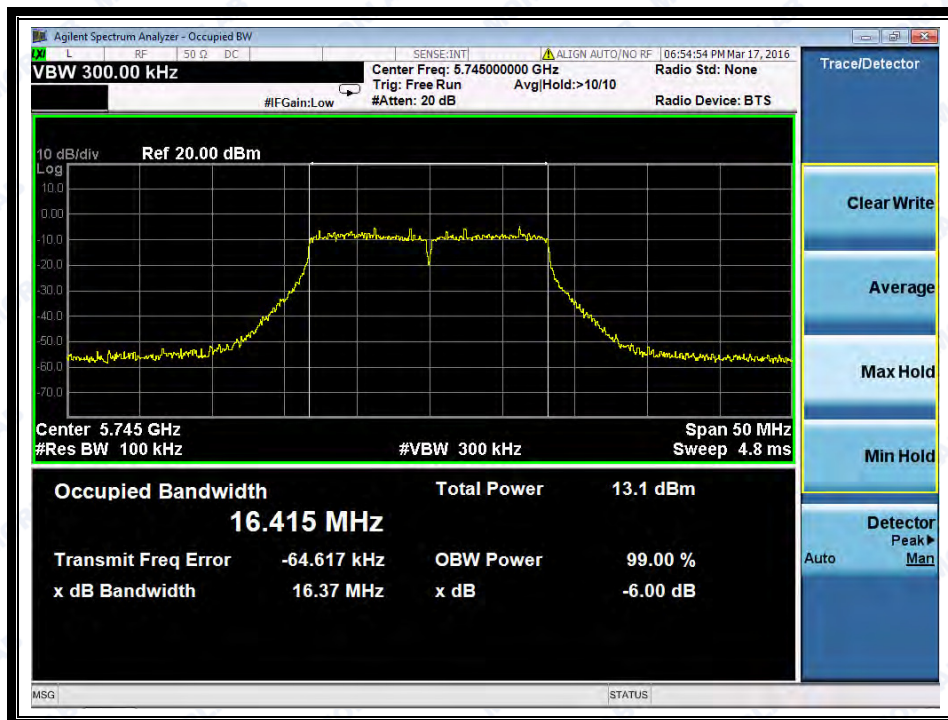 Agilent Spectrum Analyzer - Occupied BW
LXI L RF 50 Ω DC SENSE:INT ALIGN AUTO/NO RF 06:54:54 PM Mar 17, 2016
VBW 300.00 kHz
Center Freq: 5.745000000 GHz Radio Std: None
Trig: Free Run Avg|Hold:>10/10
#IFGain:Low #Atten: 20 dB Radio Device: BTS
Trace/Detector
10 dB/div Ref 20.00 dBm
Log
10.0
0.00
-10.0
-20.0
-30.0
-40.0
-50.0
-60.0
-70.0
Center 5.745 GHz Span 50 MHz
#Res BW 100 kHz #VBW 300 kHz Sweep 4.8 ms
Occupied Bandwidth Total Power 13.1 dBm
16.415 MHz
Transmit Freq Error -64.617 kHz OBW Power 99.00 %
x dB Bandwidth 16.37 MHz x dB -6.00 dB
Clear Write
Average
Max Hold
Min Hold
Detector
Peak
Auto Man
MSG STATUS